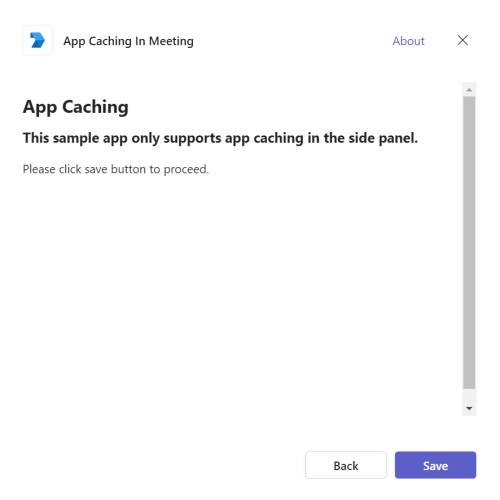 App Caching In Meeting
About
App Caching
This sample app only supports app caching in the side panel.
Please click save button to proceed.
Back
Save